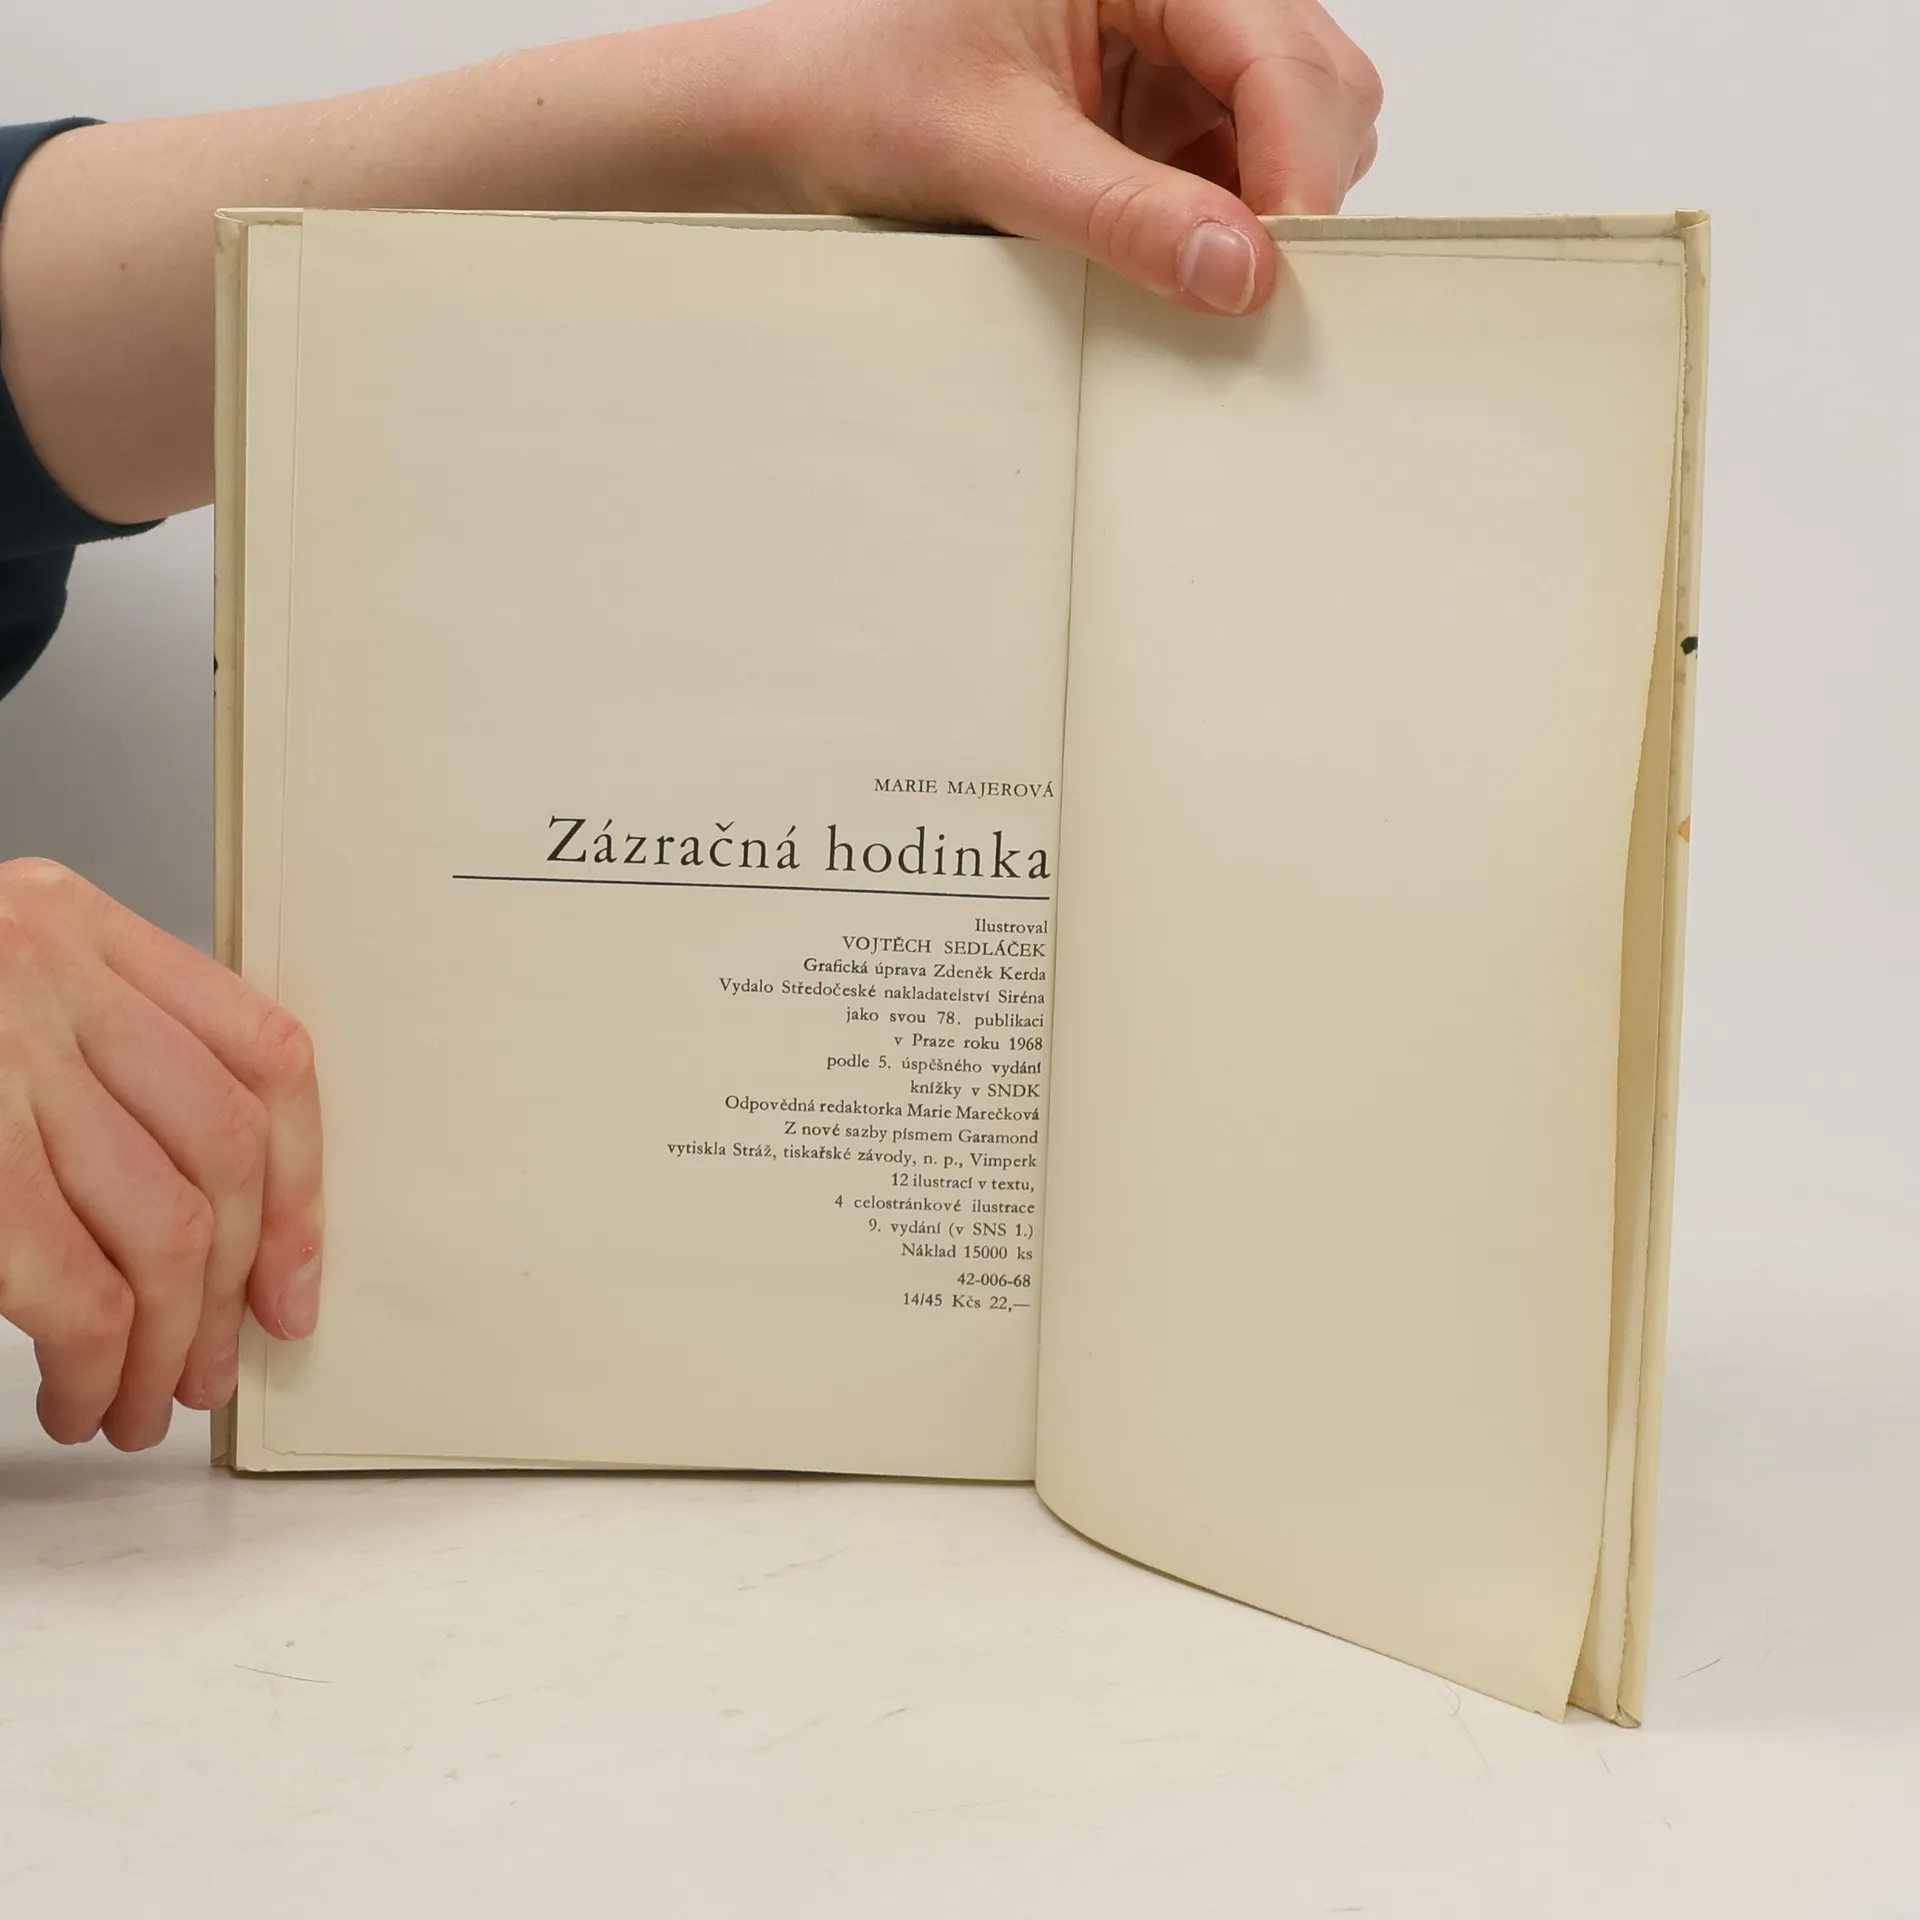 MARIE MAJEROVÁ
Zázračná hodinka
Ilustroval
VOJTĚCH SEDLÁČEK
Grafická úprava Zdeněk Kerda
Vydalo Středočeské nakladatelství Siréna
jako svou 78. publikaci
v Praze roku 1968
podle 5. úspěšného vydání
knížky v SNDK
Odpovědná redaktorka Marie Marečková
Z nové sazby písmem Garamond
vytiskla Stráž, tiskařské závody, n. p., Vimperk
12 ilustrací v textu,
4 celostránkové ilustrace
9. vydání (v SNS 1.)
Náklad 15000 ks
42-006-68
14/45 Kčs 22,—